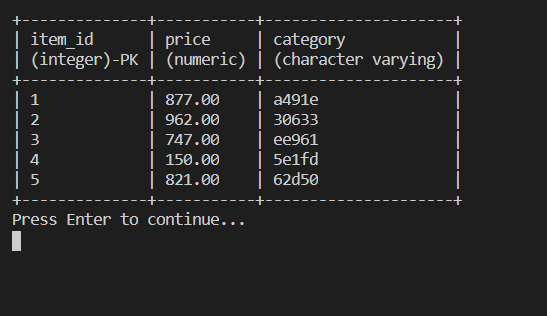 +--------------+-----------+---------------------+
| item_id      | price     | category            |
| (integer)-PK | (numeric) | (character varying) |
+--------------+-----------+---------------------+
| 1            | 877.00    | a491e               |
| 2            | 962.00    | 30633               |
| 3            | 747.00    | ee961               |
| 4            | 150.00    | 5e1fd               |
| 5            | 821.00    | 62d50               |
+--------------+-----------+---------------------+
Press Enter to continue...